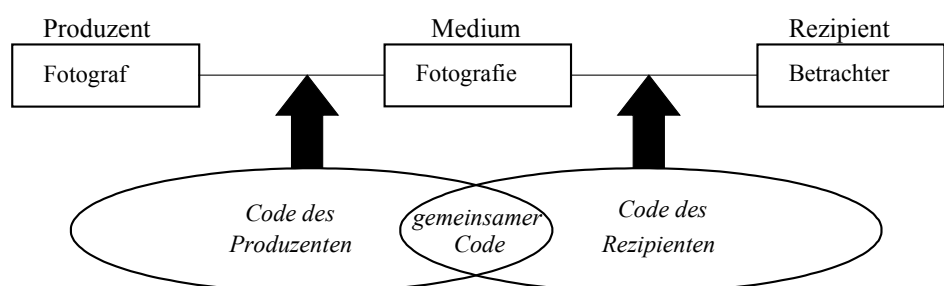 Produzent
Medium
Rezipient
Fotograf
Fotografie
Betrachter
Code des
Produzenten
gemeinsamer
Code
Code des
Rezipienten